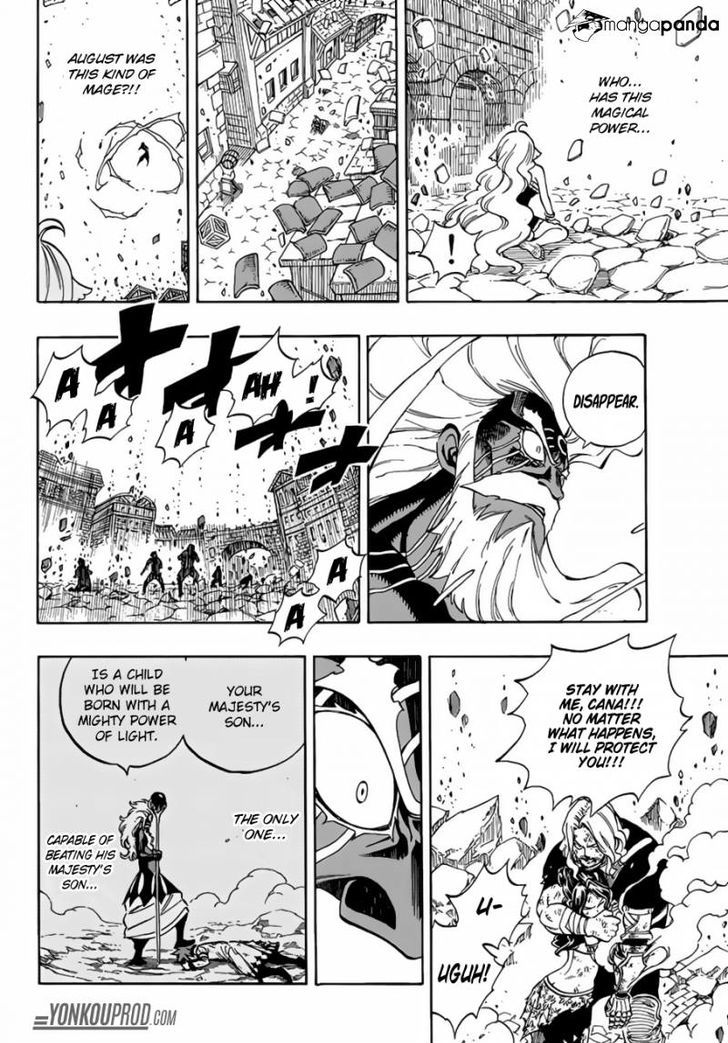 mangapanda
WHO...
HAS THIS
MAGICAL
POWER...
!
AUGUST WAS
THIS KIND OF
MAGE?!!
DISAPPEAR.
A
A
A
AH
!
A
A
STAY WITH
ME, CANA!!!
NO MATTER
WHAT HAPPENS,
I WILL PROTECT
YOU!!!
U-
UGUH!
YOUR
MAJESTY'S
SON...
IS A CHILD
WHO WILL BE
BORN WITH A
MIGHTY POWER
OF LIGHT.
THE ONLY
ONE...
CAPABLE OF
BEATING HIS
MAJESTY'S
SON...
YONKOUPROD.COM